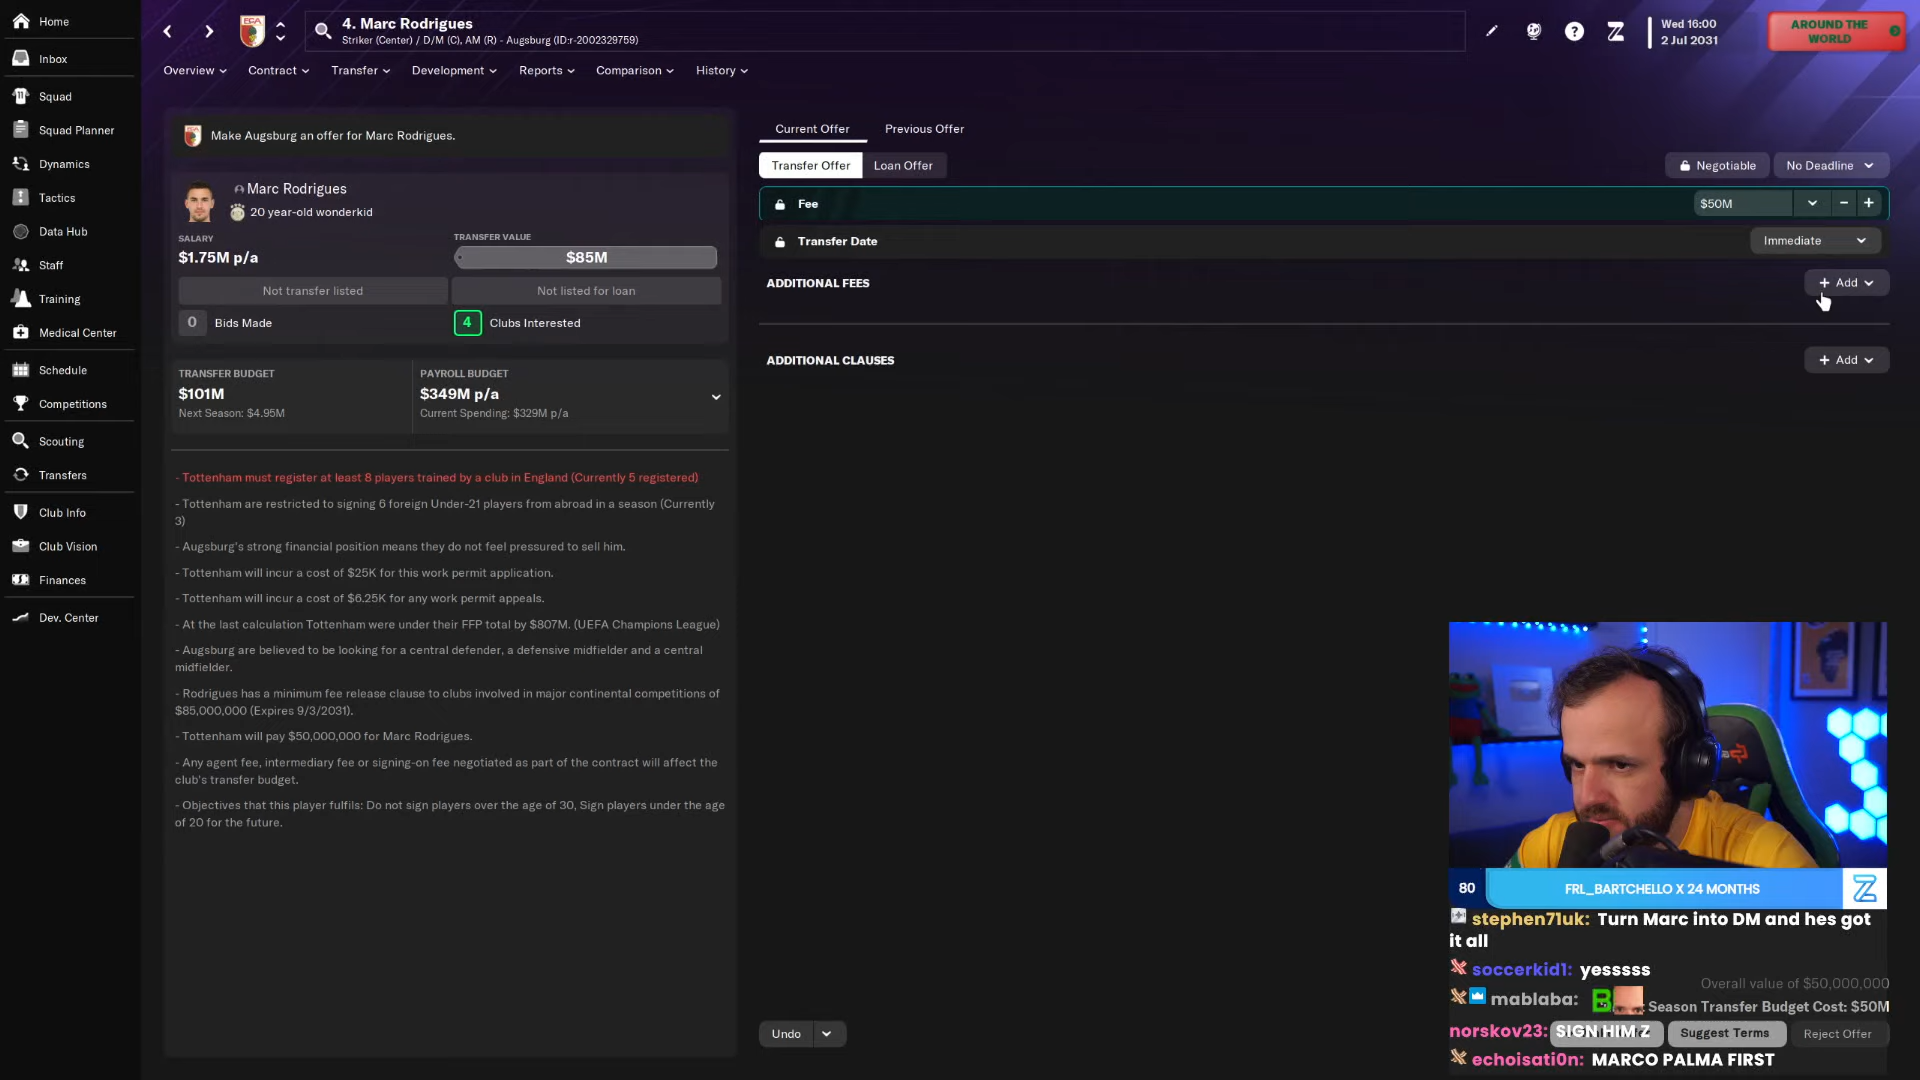 Home
Inbox
Squad
Squad Planner
Dynamics
Tactics
Data Hub
Staff
Training
Medical Center
Schedule
Competitions
Scouting
Transfers
Club Info
Club Vision
Finances
Dev. Center
4. Marc Rodrigues
Striker (Center) / D/M (C), AM (R) - Augsburg (ID:r-2002329759)
Wed 16:00
2 Jul 2031
AROUND THE
WORLD
Overview
Contract
Transfer
Development
Reports
Comparison
History
Make Augsburg an offer for Marc Rodrigues.
Marc Rodrigues
20 year-old wonderkid
SALARY
$1.75M p/a
TRANSFER VALUE
$85M
Not transfer listed
Not listed for loan
0 Bids Made
4 Clubs Interested
TRANSFER BUDGET
$101M
Next Season: $4.95M
PAYROLL BUDGET
$349M p/a
Current Spending: $329M p/a
- Tottenham must register at least 8 players trained by a club in England (Currently 5 registered)
- Tottenham are restricted to signing 6 foreign Under-21 players from abroad in a season (Currently
3)
- Augsburg's strong financial position means they do not feel pressured to sell him.
- Tottenham will incur a cost of $25K for this work permit application.
- Tottenham will incur a cost of $6.25K for any work permit appeals.
- At the last calculation Tottenham were under their FFP total by $807M. (UEFA Champions League)
- Augsburg are believed to be looking for a central defender, a defensive midfielder and a central
midfielder.
- Rodrigues has a minimum fee release clause to clubs involved in major continental competitions of
$85,000,000 (Expires 9/3/2031).
- Tottenham will pay $50,000,000 for Marc Rodrigues.
- Any agent fee, intermediary fee or signing-on fee negotiated as part of the contract will affect the
club's transfer budget.
- Objectives that this player fulfils: Do not sign players over the age of 30, Sign players under the age
of 20 for the future.
Current Offer
Previous Offer
Transfer Offer
Loan Offer
Negotiable
No Deadline
Fee
$50M
Transfer Date
Immediate
ADDITIONAL FEES
+ Add
ADDITIONAL CLAUSES
+ Add
80
FRL_BARTCHELLO X 24 MONTHS
stephen71uk: Turn Marc into DM and hes got
it all
soccerkid1: yesssss
Overall value of $50,000,000
mablaba:
Season Transfer Budget Cost: $50M
norskov23: SIGN HIM Z
Suggest Terms
Reject Offer
echoisati0n: MARCO PALMA FIRST
Undo